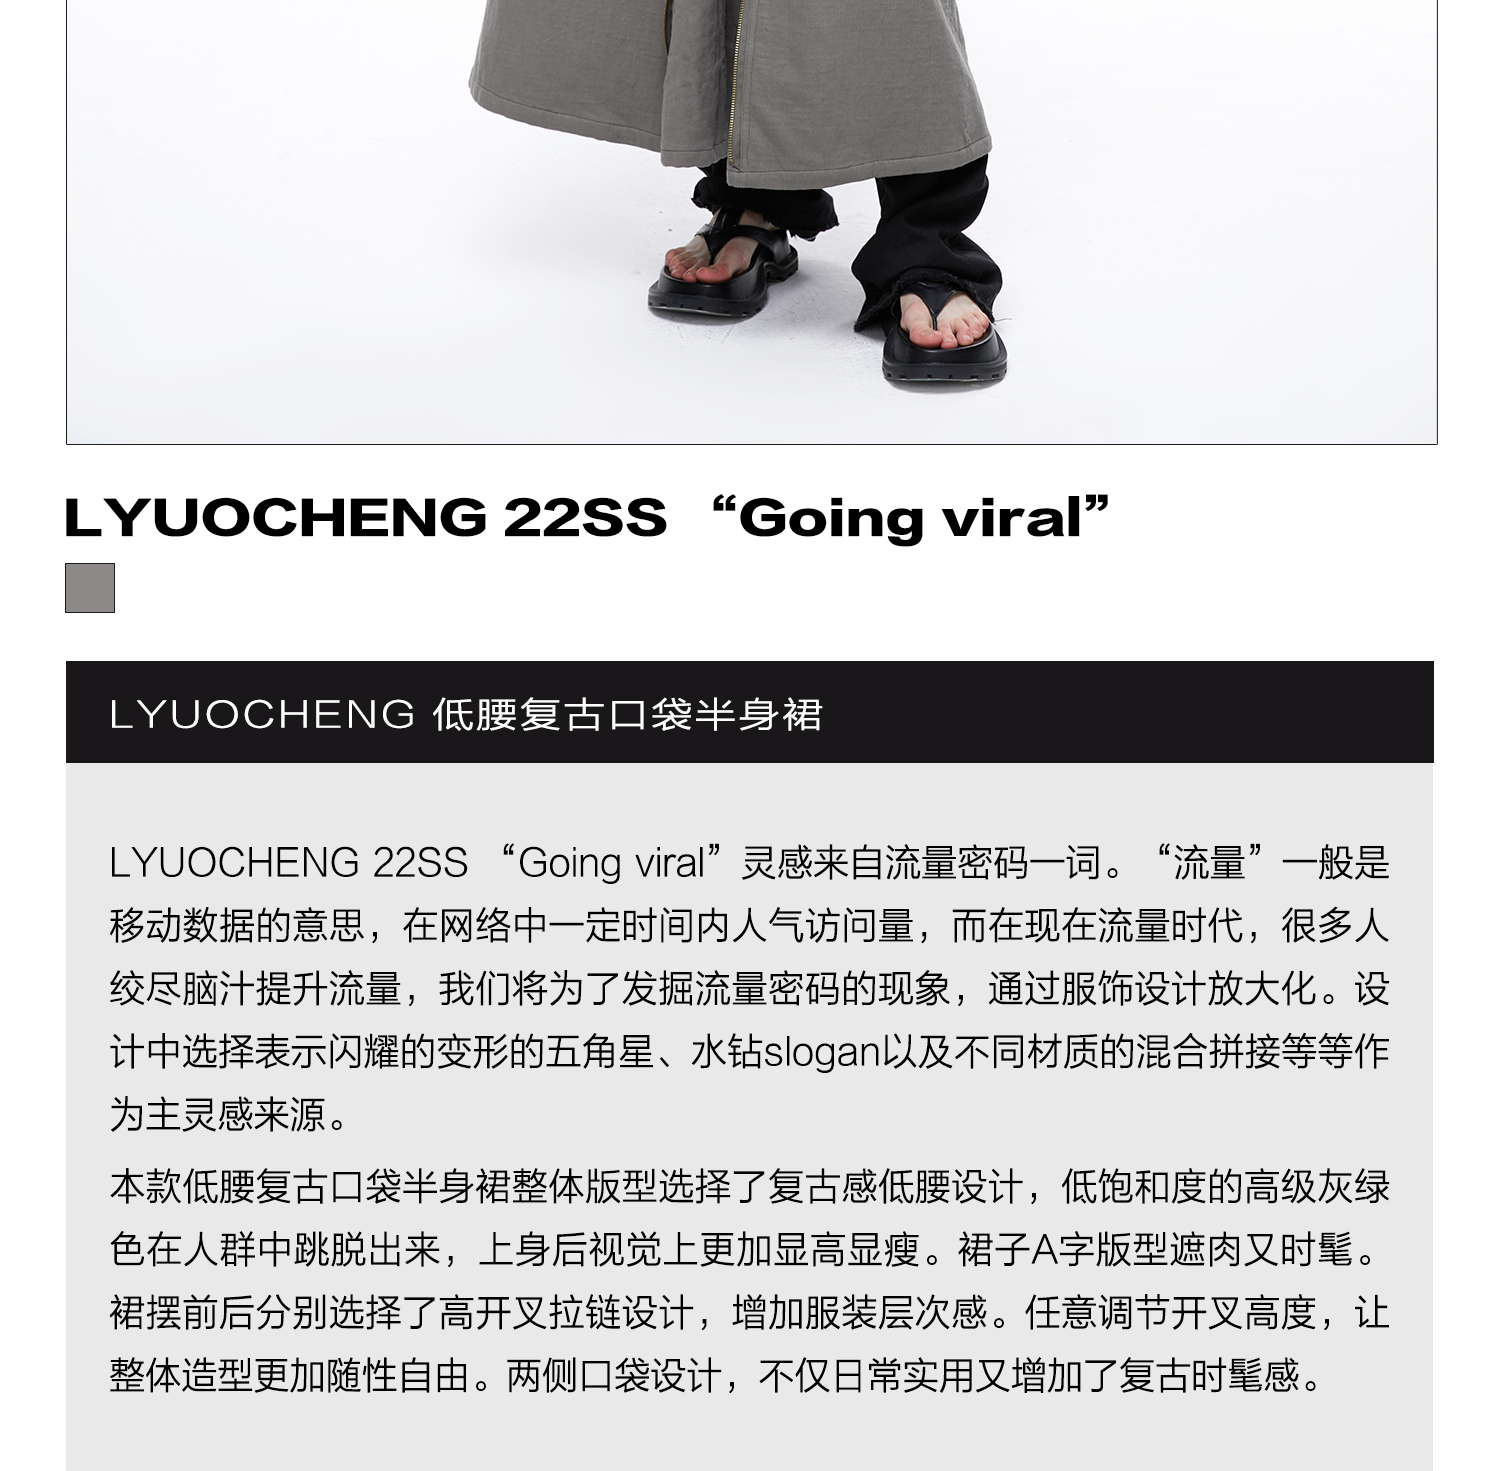 LYUOCHENG 22SS “Going viral”
LYUOCHENG 低腰复古口袋半身裙
LYUOCHENG 22SS “Going viral”灵感来自流量密码一词。“流量”一般是
移动数据的意思，在网络中一定时间内人气访问量，而在现在流量时代，很多人
绞尽脑汁提升流量，我们将为了发掘流量密码的现象，通过服饰设计放大化。设
计中选择表示闪耀的变形的五角星、水钻slogan以及不同材质的混合拼接等等作
为主灵感来源。
本款低腰复古口袋半身裙整体版型选择了复古感低腰设计，低饱和度的高级灰绿
色在人群中跳脱出来，上身后视觉上更加显高显瘦。裙子A字版型遮肉又时髦。
裙摆前后分别选择了高开叉拉链设计，增加服装层次感。任意调节开叉高度，让
整体造型更加随性自由。两侧口袋设计，不仅日常实用又增加了复古时髦感。